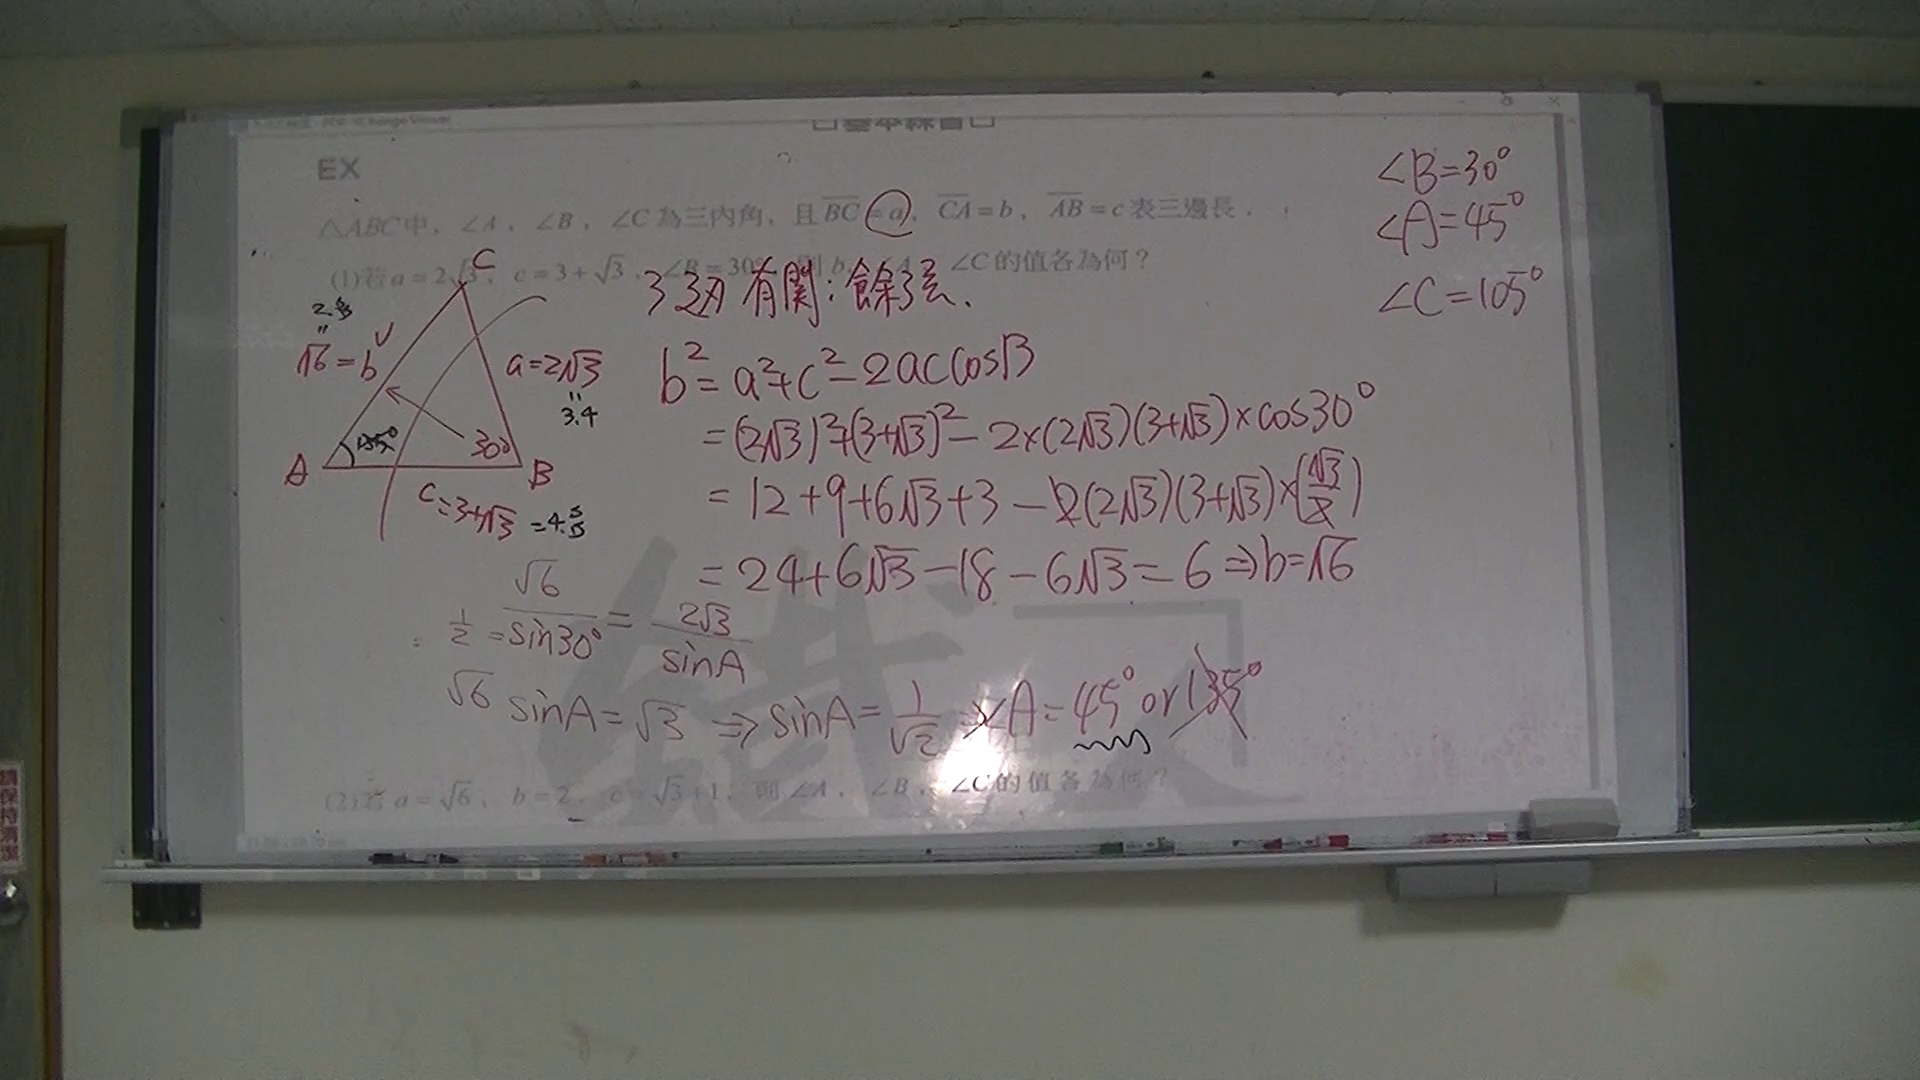 EX
△ABC中，∠A，∠B，∠C為三內角，且BC=a，CA=b，AB=c表三邊長．
(1)若a=2√3，c=3+√3，∠B=30° 則b，∠A，∠C的值各為何？
∠B=30°
∠A=45°
∠C=105°
有關：餘弦．
C
√6=b
a=2√3
3.4
A
45°
30°
B
c=3+√3
b²=a²+c²-2ac cosB
=(2√3)²+(3+√3)²-2×(2√3)(3+√3)×cos30°
=12+9+6√3+3-2(2√3)(3+√3)×(√3/2)
=24+6√3-18-6√3=6⇒b=√6
1/2=√6/sin30°=2√3/sinA
√6 sinA=√3⇒sinA=1/√2⇒∠A=45° or 135°
(2)若a=√6，b=2，c=√3+1，則∠A，∠B，∠C的值各為何？
鐵
請保持清潔